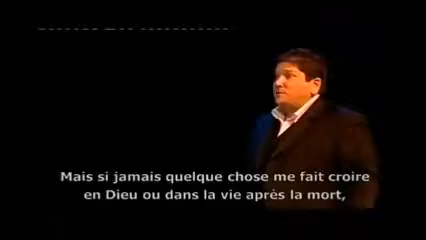 Mais si jamais quelque chose me fait croire
en Dieu ou dans la vie après la mort,